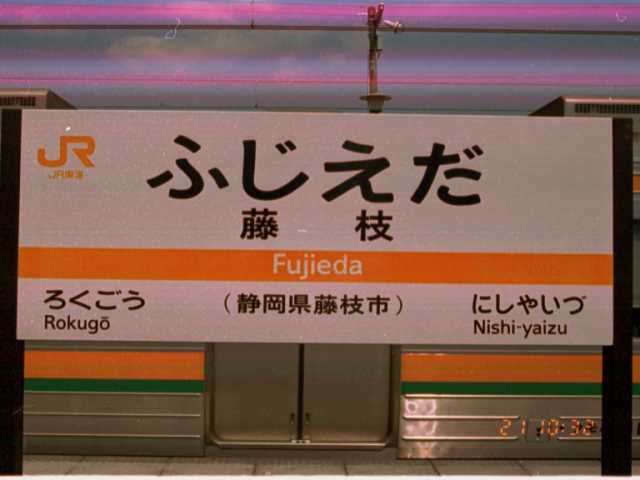 JR
JR東海
ふじえだ
藤 枝
Fujieda
ろくごう
Rokugō
(静岡県藤枝市)
にしやいづ
Nishi-yaizu